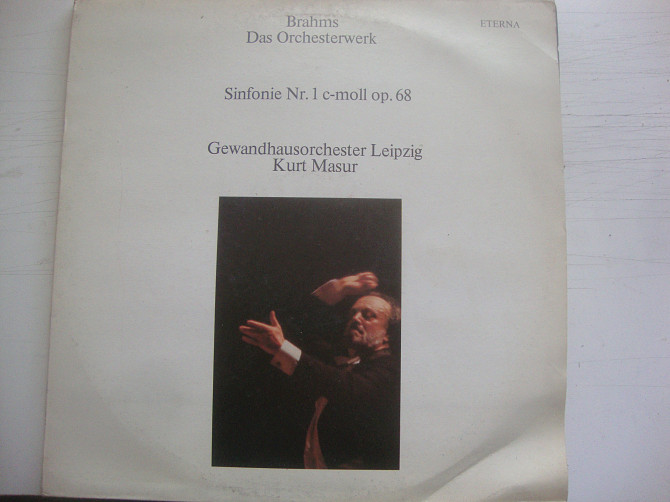 Brahms
Das Orchesterwerk
ETERNA
Sinfonie Nr. 1 c-moll op. 68
Gewandhausorchester Leipzig
Kurt Masur